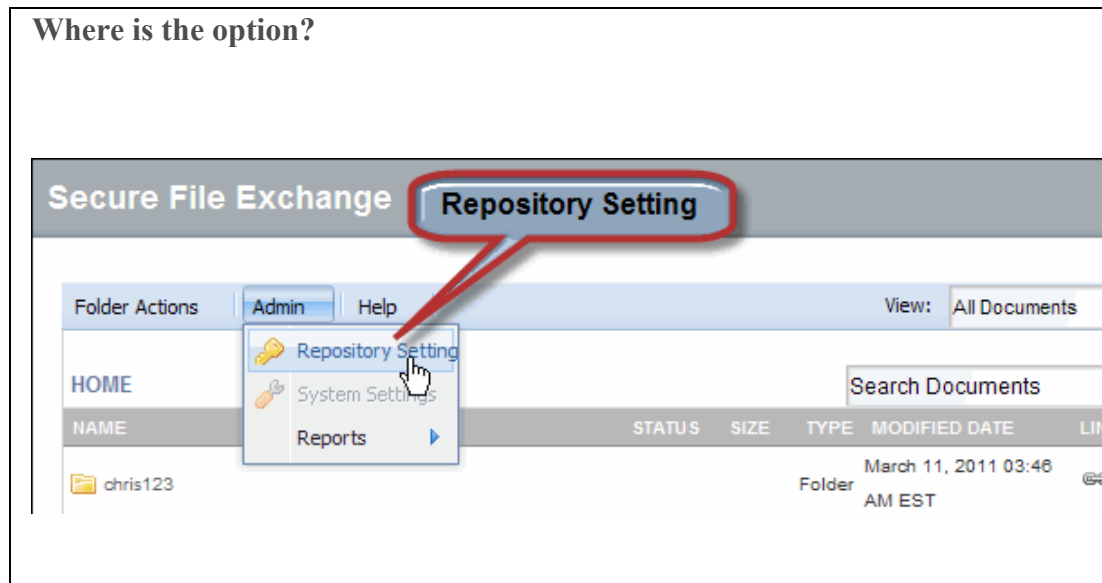 Where is the option?
Secure File Exchange
Repository Setting
Folder Actions Admin Help View: All Documents
Repository Setting
HOME Search Documents
System Settings
NAME STATUS SIZE TYPE MODIFIED DATE
Reports
chris123 Folder March 11, 2011 03:46
AM EST